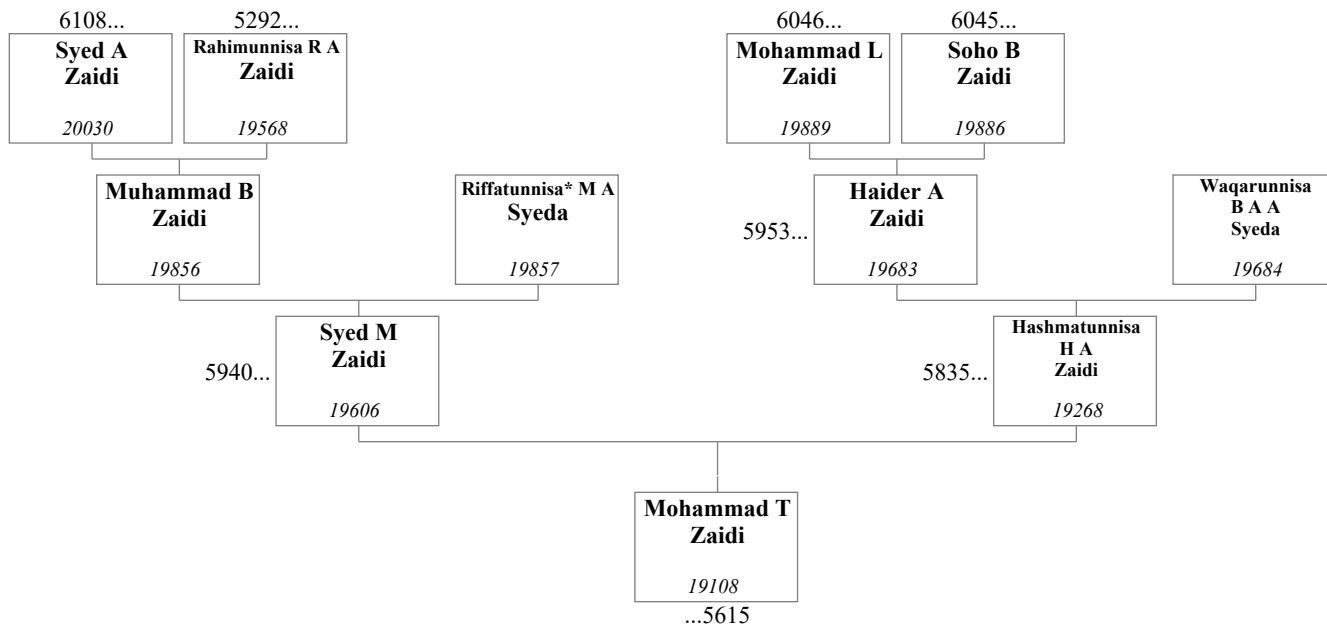 6108...
5292...
6046...
6045...
Syed A
Zaidi
20030
Rahimunnisa R A
Zaidi
19568
Mohammad L
Zaidi
19889
Soho B
Zaidi
19886
Muhammad B
Zaidi
19856
Riffatunnisa* M A
Syeda
19857
5953...
Haider A
Zaidi
19683
Waqarunnisa
B A A
Syeda
19684
5940...
Syed M
Zaidi
19606
5835...
Hashmatunnisa
H A
Zaidi
19268
Mohammad T
Zaidi
19108
...5615